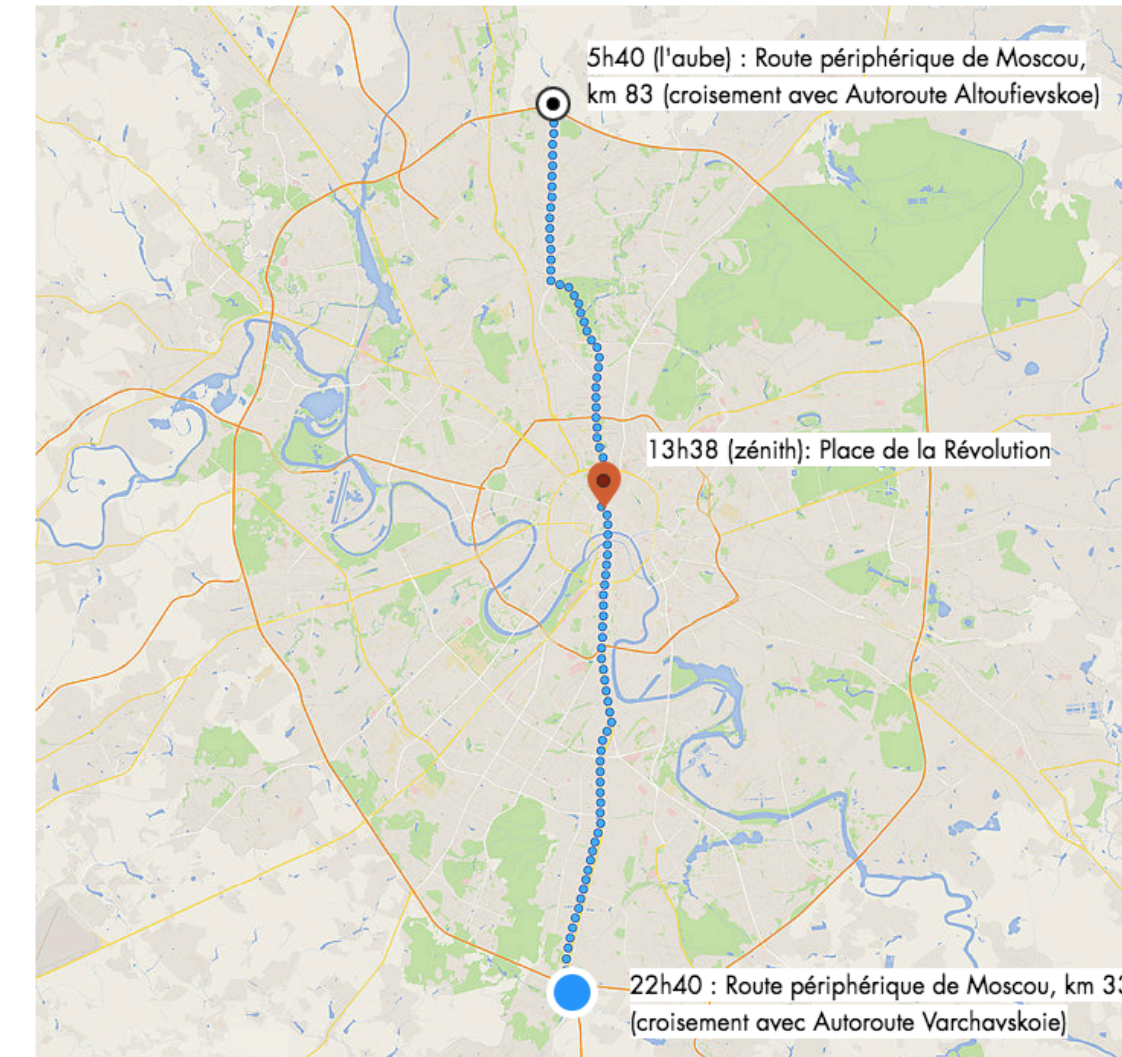 5h40 (l'aube) : Route périphérique de Moscou,
km 83 (croisement avec Autoroute Altoufievskoe)
13h38 (zénith): Place de la Révolution
22h40 : Route périphérique de Moscou, km 33
(croisement avec Autoroute Varchavskoie)